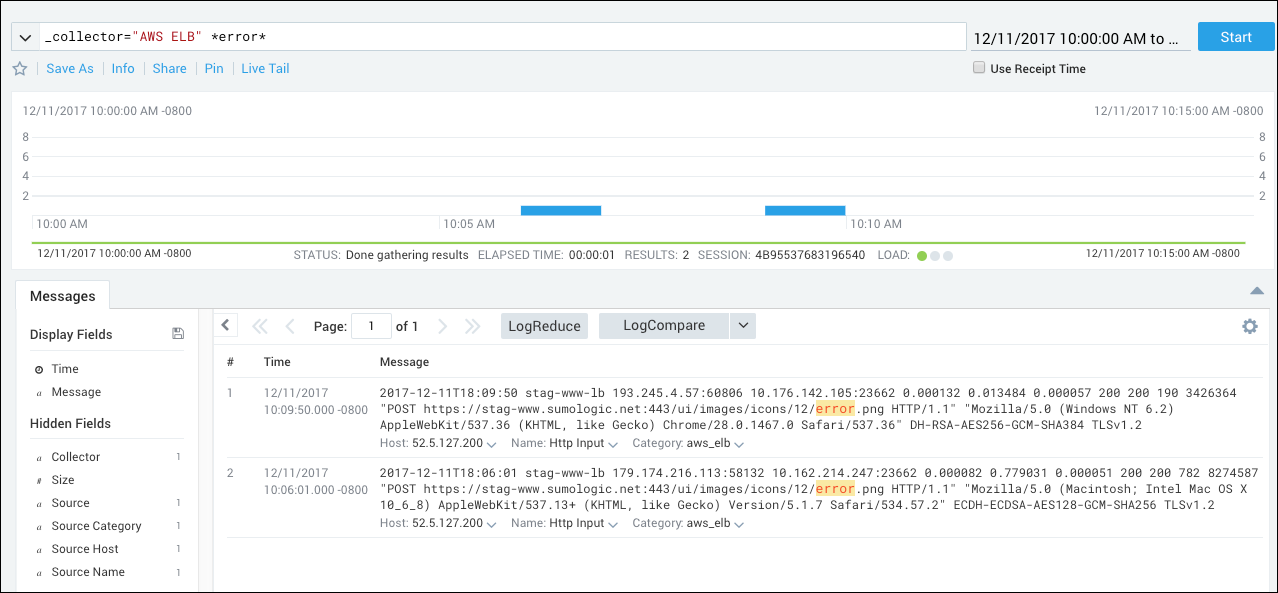 _collector="AWS ELB" *error*
12/11/2017 10:00:00 AM to ...
Start
Save As Info Share Pin Live Tail
Use Receipt Time
12/11/2017 10:00:00 AM -0800 12/11/2017 10:15:00 AM -0800
8 8
6 6
4 4
2 2
10:00 AM 10:05 AM 10:10 AM
12/11/2017 10:00:00 AM -0800 STATUS: Done gathering results ELAPSED TIME: 00:00:01 RESULTS: 2 SESSION: 4B95537683196540 LOAD: 12/11/2017 10:15:00 AM -0800
Messages
Display Fields
a Time
a Message
Hidden Fields
a Collector 1
# Size
a Source 1
a Source Category 1
a Source Host 1
a Source Name 1
Page: 1 of 1 LogReduce LogCompare
# Time Message
1 12/11/2017 10:09:50.000 -0800
2017-12-11T18:09:50 stag-www-lb 193.245.4.57:60806 10.176.142.105:23662 0.000132 0.013484 0.000057 200 200 190 3426364
"POST https://stag-www.sumologic.net:443/ui/images/icons/12/error.png HTTP/1.1" "Mozilla/5.0 (Windows NT 6.2)
AppleWebKit/537.36 (KHTML, like Gecko) Chrome/28.0.1467.0 Safari/537.36" DH-RSA-AES256-GCM-SHA384 TLSv1.2
Host: 52.5.127.200 Name: Http Input Category: aws_elb
2 12/11/2017 10:06:01.000 -0800
2017-12-11T18:06:01 stag-www-lb 179.174.216.113:58132 10.162.214.247:23662 0.000082 0.779031 0.000051 200 200 782 8274587
"POST https://stag-www.sumologic.net:443/ui/images/icons/12/error.png HTTP/1.1" "Mozilla/5.0 (Macintosh; Intel Mac OS X
10_6_8) AppleWebKit/537.13+ (KHTML, like Gecko) Version/5.1.7 Safari/534.57.2" ECDH-ECDSA-AES128-GCM-SHA256 TLSv1.2
Host: 52.5.127.200 Name: Http Input Category: aws_elb